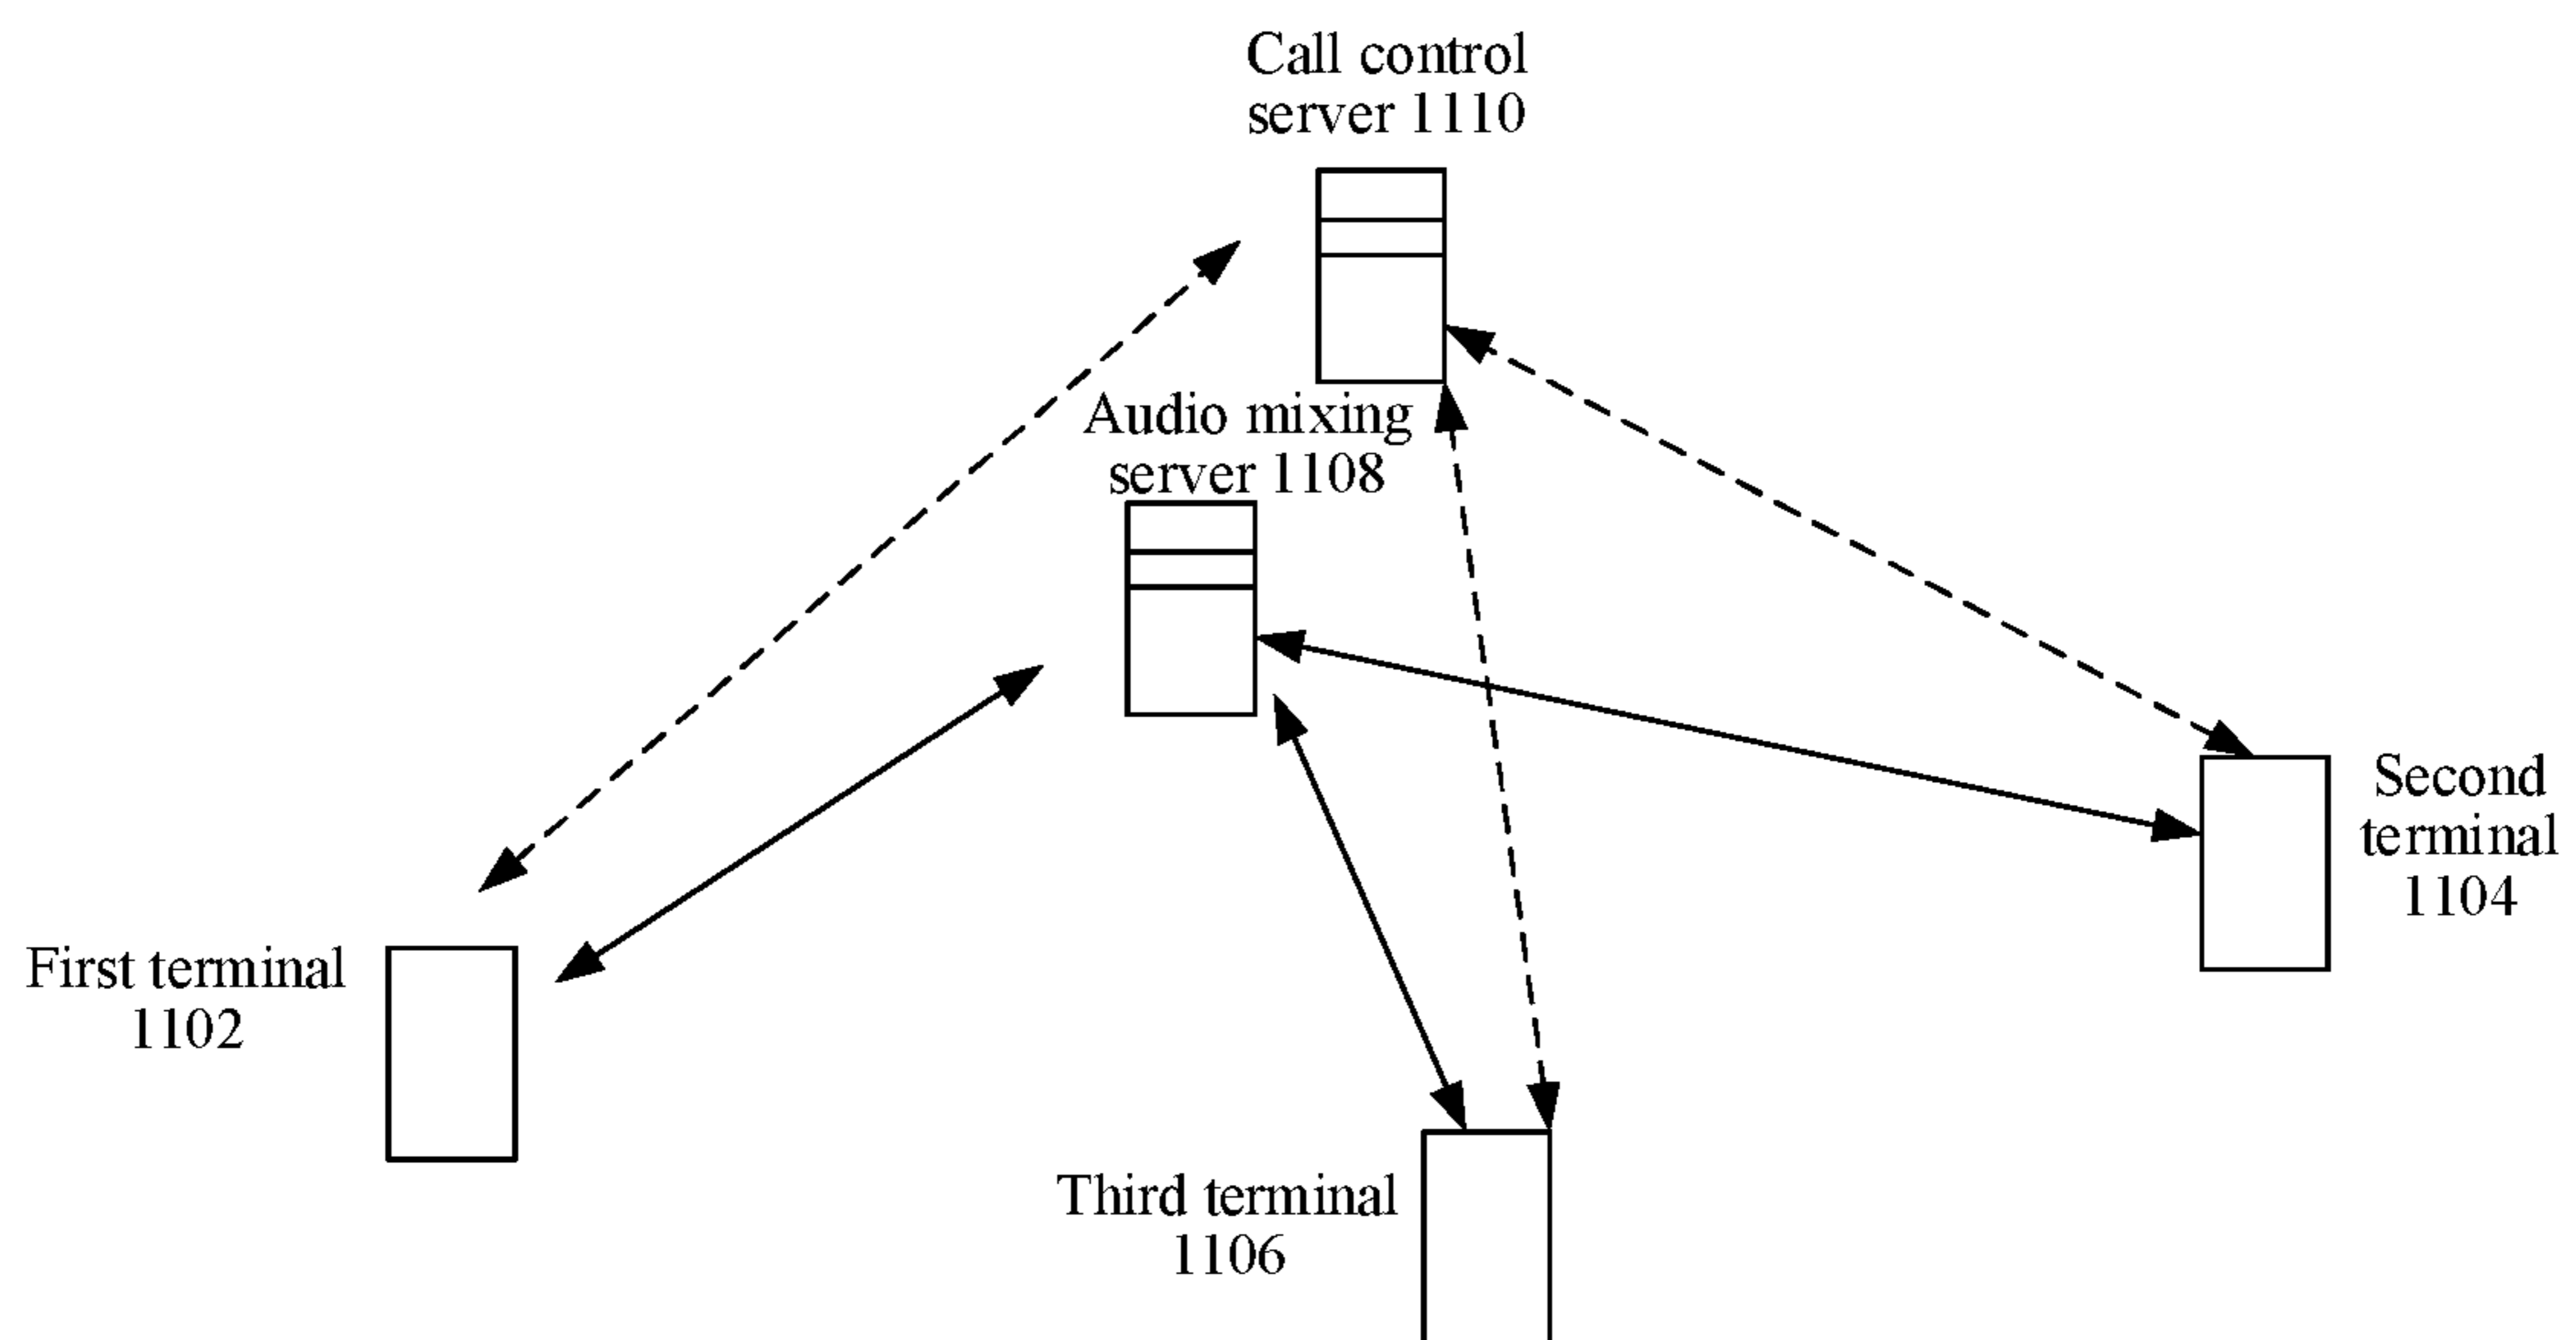 Call control
server 1110
Audio mixing
server 1108
Second
terminal
1104
First terminal
1102
Third terminal
1106